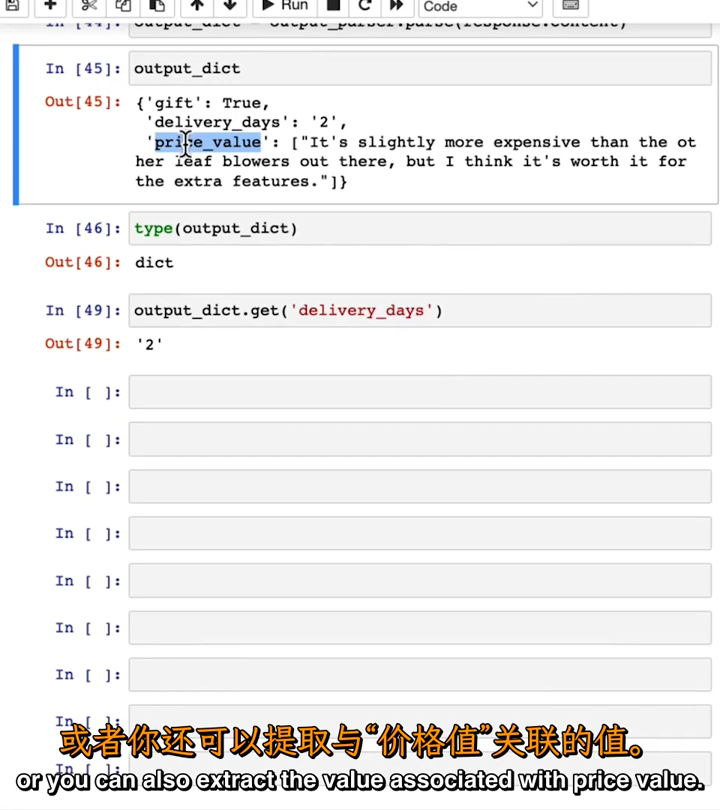 Run
Code
In [44]: output_dict = output_parser.parse(response.content)
In [45]: output_dict
Out[45]: {'gift': True,
'delivery_days': '2',
'price_value': ["It's slightly more expensive than the ot
her leaf blowers out there, but I think it's worth it for
the extra features."]}
In [46]: type(output_dict)
Out[46]: dict
In [49]: output_dict.get('delivery_days')
Out[49]: '2'
In [ ]:
In [ ]:
In [ ]:
In [ ]:
In [ ]:
In [ ]:
In [ ]:
In [ ]:
或者你还可以提取与“价格值”关联的值。
In [ ]:
or you can also extract the value associated with price value.